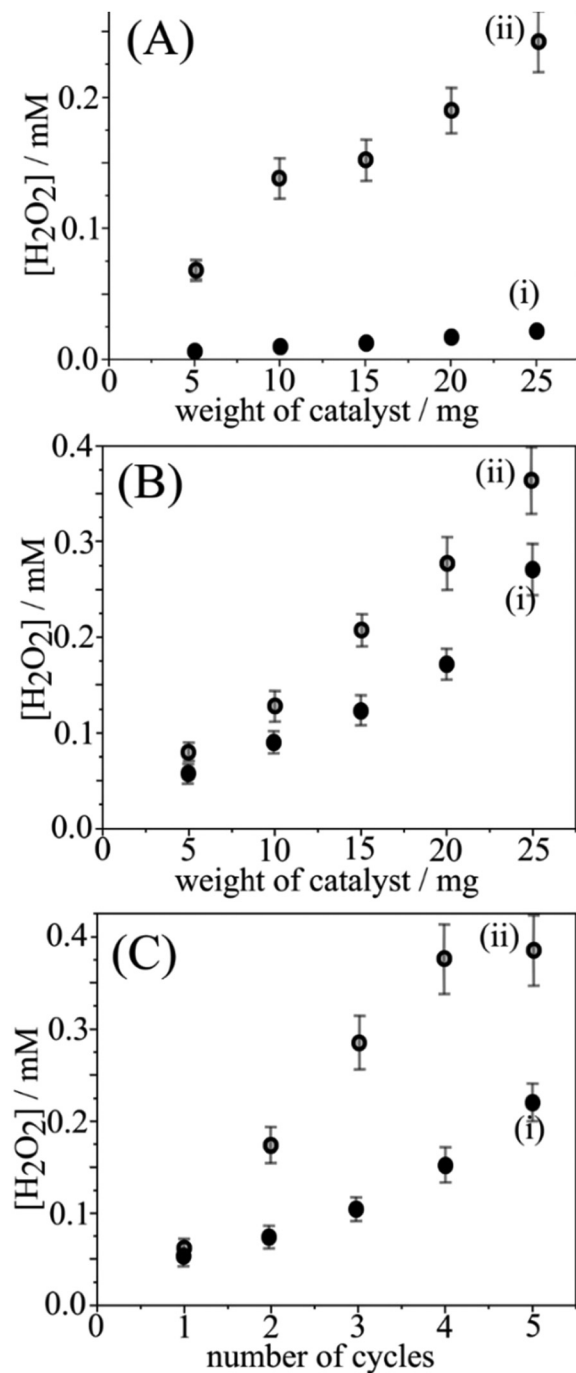 (A)
(ii)
0.2
[H₂O₂] / mM
0.1
(i)
0.0
0 5 10 15 20 25
weight of catalyst / mg
0.4
(B)
(ii)
0.3
(i)
[H₂O₂] / mM
0.2
0.1
0.0
0 5 10 15 20 25
weight of catalyst / mg
0.4
(C)
(ii)
0.3
[H₂O₂] / mM
0.2
(i)
0.1
0.0
0 1 2 3 4 5
number of cycles